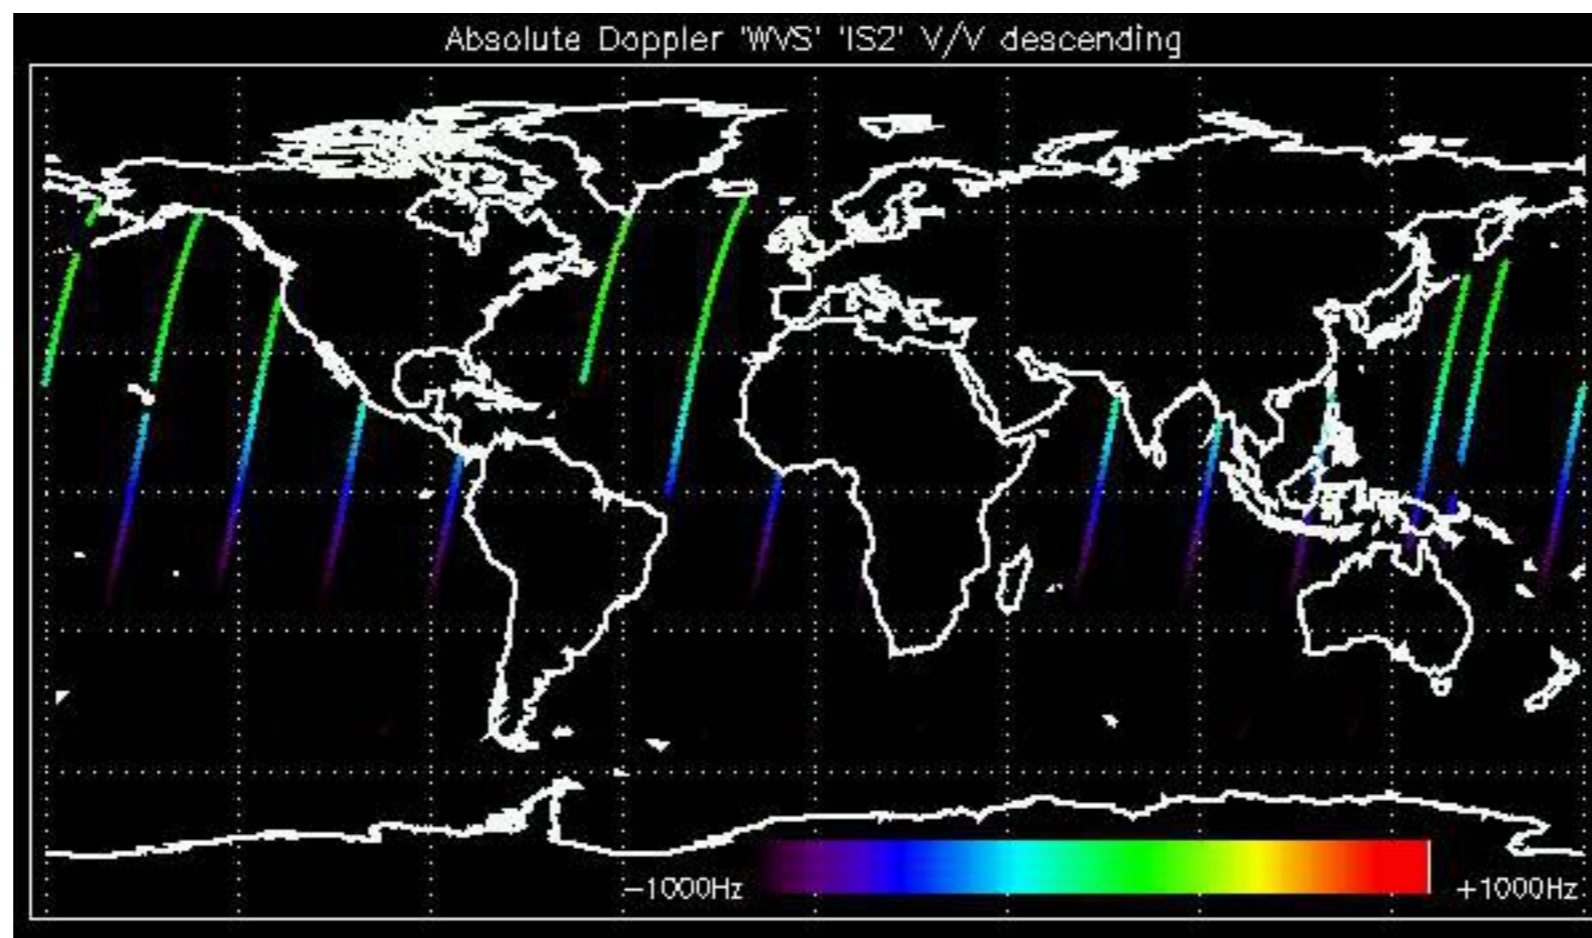 Absolute Doppler 'WVS' 'IS2' V/V descending
−1000Hz
+1000Hz